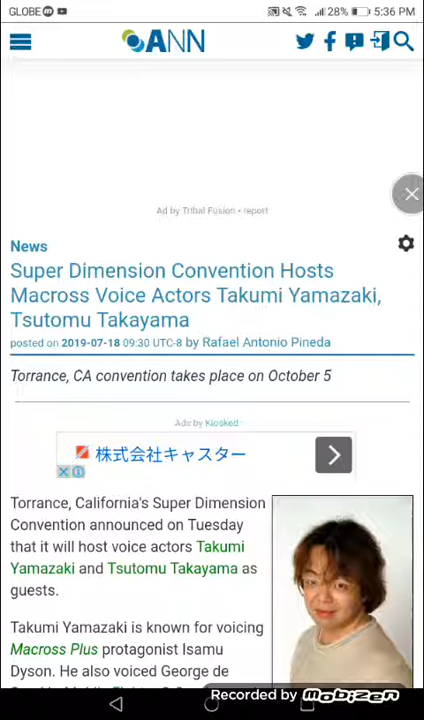 GLOBE 28% 5:36 PM
ANN
Ad by Tribal Fusion • report
News
Super Dimension Convention Hosts
Macross Voice Actors Takumi Yamazaki,
Tsutomu Takayama
posted on 2019-07-18 09:30 UTC-8 by Rafael Antonio Pineda
Torrance, CA convention takes place on October 5
Ads by Kiosked
株式会社キャスター
Torrance, California's Super Dimension
Convention announced on Tuesday
that it will host voice actors Takumi
Yamazaki and Tsutomu Takayama as
guests.
Takumi Yamazaki is known for voicing
Macross Plus protagonist Isamu
Dyson. He also voiced George de
Recorded by mobizen